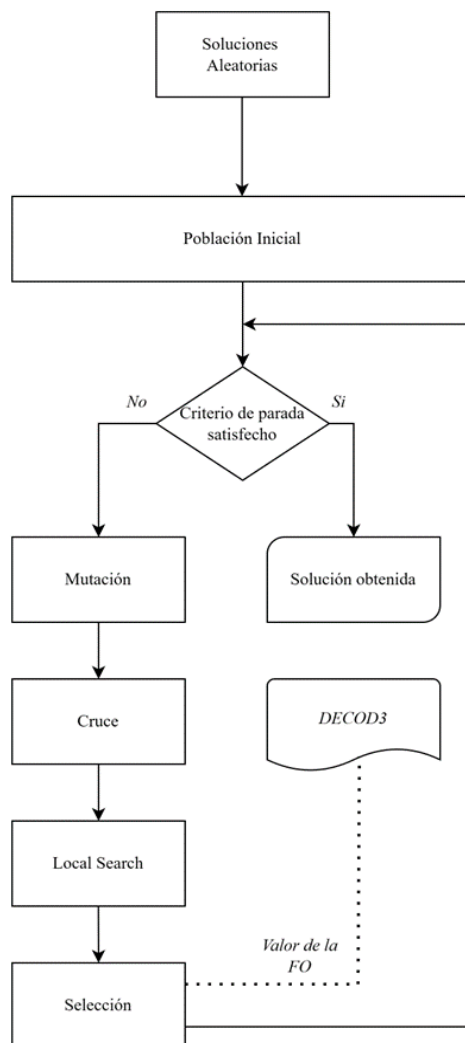 Soluciones
Aleatorias
Población Inicial
No
Criterio de parada
satisfecho
Si
Mutación
Solución obtenida
Cruce
DECOD3
Local Search
Valor de la
FO
Selección